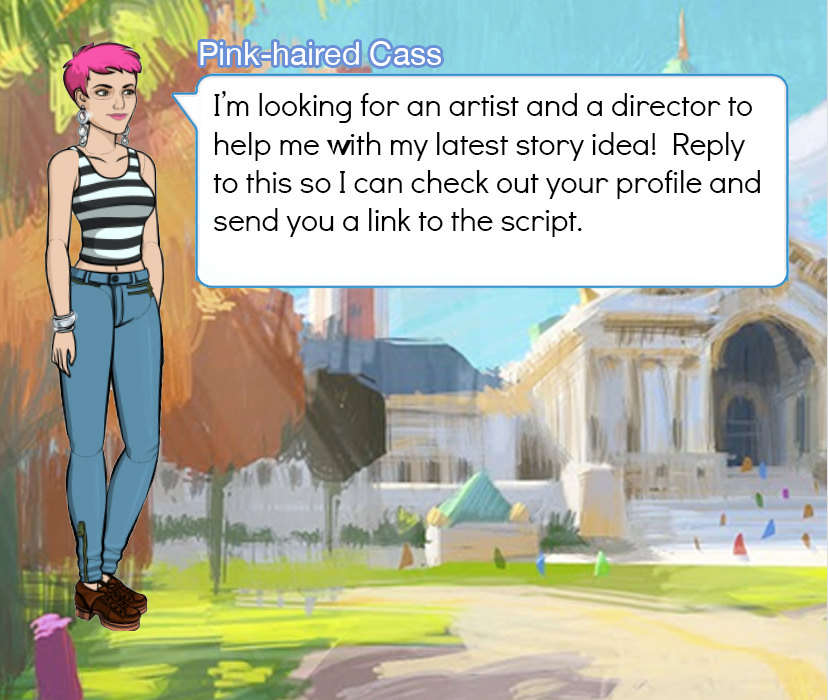 Pink-haired Cass
I'm looking for an artist and a director to
help me with my latest story idea!  Reply
to this so I can check out your profile and
send you a link to the script.